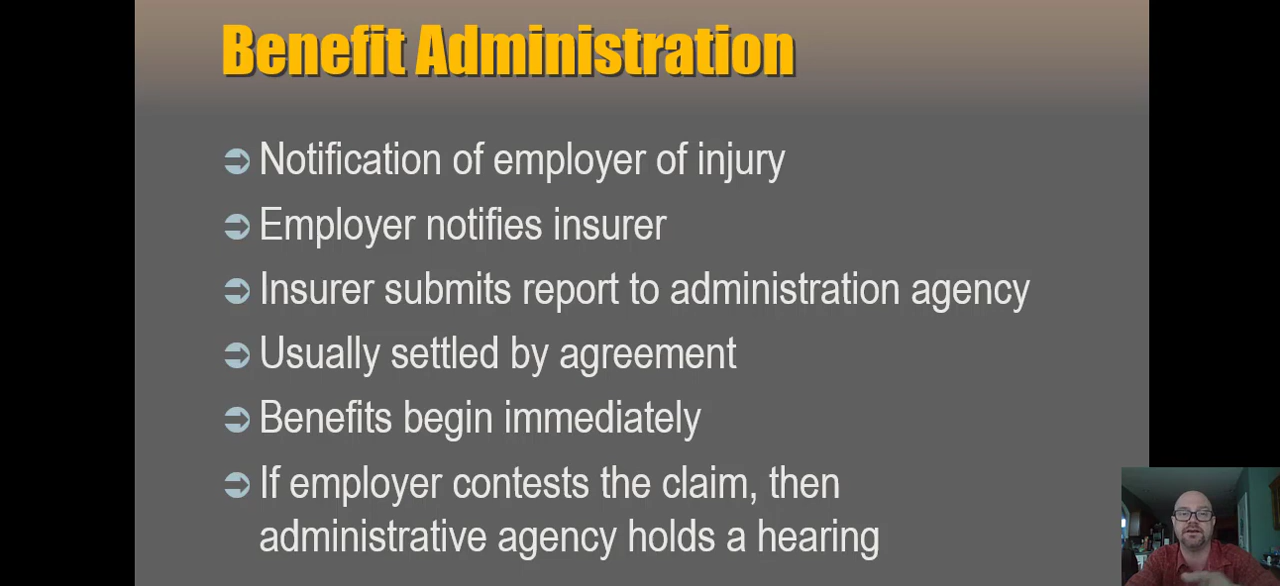 Benefit Administration
Notification of employer of injury
Employer notifies insurer
Insurer submits report to administration agency
Usually settled by agreement
Benefits begin immediately
If employer contests the claim, then
administrative agency holds a hearing